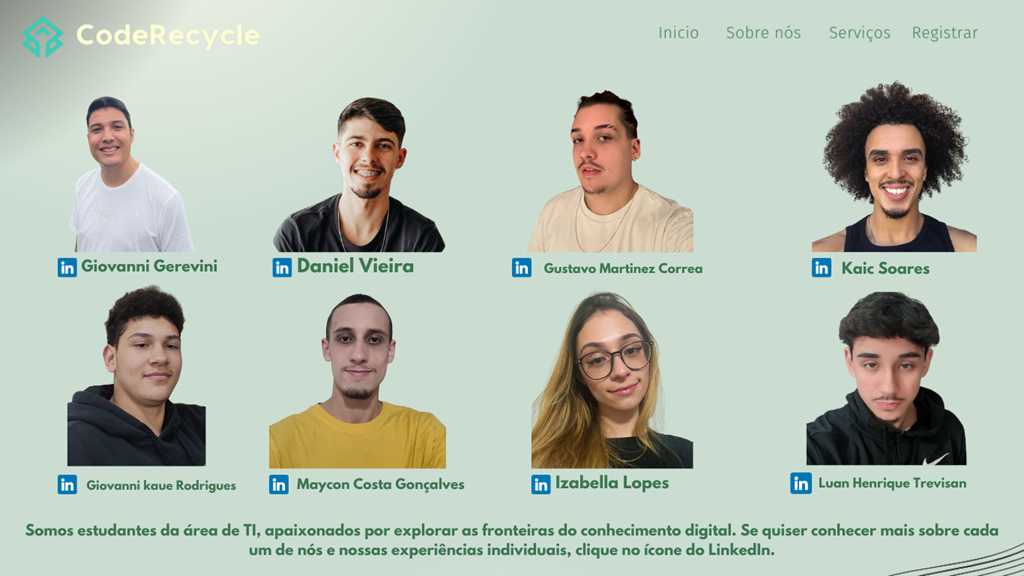 CodeRecycle
Inicio Sobre nós Serviços Registrar
in Giovanni Gerevini
in Daniel Vieira
in Gustavo Martinez Correa
in Kaic Soares
in Giovanni kaue Rodrigues
in Maycon Costa Gonçalves
in Izabella Lopes
in Luan Henrique Trevisan
Somos estudantes da área de TI, apaixonados por explorar as fronteiras do conhecimento digital. Se quiser conhecer mais sobre cada
um de nós e nossas experiências individuais, clique no ícone do LinkedIn.